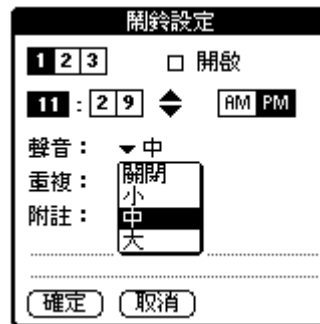 鬧鈴設定
1 2 3 開啟
11 : 2 9 AM PM
聲音： 中
重複： 關閉
小
附註： 中
大
確定 取消